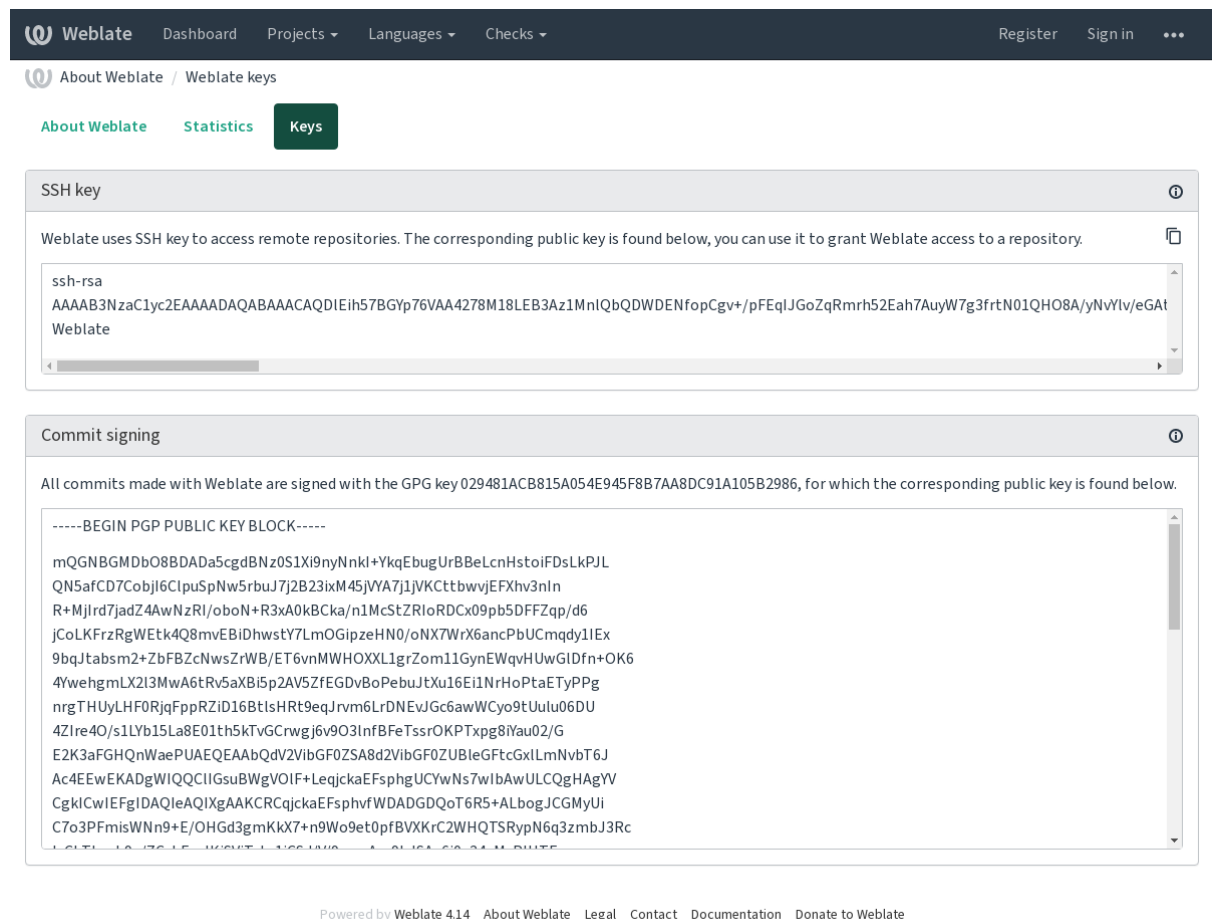 Weblate Dashboard Projects Languages Checks Register Sign in
About Weblate / Weblate keys
About Weblate Statistics Keys
SSH key
Weblate uses SSH key to access remote repositories. The corresponding public key is found below, you can use it to grant Weblate access to a repository.
ssh-rsa
AAAAB3NzaC1yc2EAAAADAQABAAACAQDIEih57BGYp76VAA4278M18LEB3Az1MnlQbQDWDENfopCgv+/pFEqIJGoZqRmrh52Eah7AuyW7g3frtN01QHO8A/yNvYlv/eGAt
Weblate
Commit signing
All commits made with Weblate are signed with the GPG key 029481ACB815A054E945F8B7AA8DC91A105B2986, for which the corresponding public key is found below.
-----BEGIN PGP PUBLIC KEY BLOCK-----
mQGNBGMDbO8BDADa5cgdBNz0S1Xi9nyNnkI+YkqEbugUrBBeLcnHstoiFDsLkPJL
QN5afCD7CobjI6ClpuSpNw5rbuJ7j2B23ixM45jVYA7j1jVKCttbwvjEFXhv3nIn
R+MjIrd7jadZ4AwNzRI/oboN+R3xA0kBCka/n1McStZRIoRDCx09pb5DFFZqp/d6
jCoLKFrzRgWEtk4Q8mvEBiDhwstY7LmOGipzeHN0/oNX7WrX6ancPbUCmqdy1IEx
9bqJtabsm2+ZbFBZcNwsZrWB/ET6vnMWHOXXL1grZom11GynEWqvHUwGlDfn+OK6
4YwehgmLX2l3MwA6tRv5aXBi5p2AV5ZfEGDvBoPebuJtXu16Ei1NrHoPtaETyPPg
nrgTHUyLHF0RjqFppRZiD16BtlsHRt9eqJrvm6LrDNEvJGc6awWCyo9tUulu06DU
4ZIre4O/s1LYb15La8E01th5kTvGCrwgj6v9O3lnfBFeTssrOKPTxpg8iYau02/G
E2K3aFGHQnWaePUAEQEAAbQdV2VibGF0ZSA8d2VibGF0ZUBleGFtcGxlLmNvbT6J
Ac4EEwEKADgWIQQClIGsuBWgVOlF+LeqjckaEFsphgUCYwNs7wIbAwULCQgHAgYV
CgkICwIEFgIDAQIeAQIXgAAKCRCqjckaEFsphvfWDADGDQoT6R5+ALbogJCGMyUi
C7o3PFmisWNn9+E/OHGd3gmKkX7+n9Wo9et0pfBVXKrC2WHQTSRypN6q3zmbJ3Rc
Powered by Weblate 4.14 About Weblate Legal Contact Documentation Donate to Weblate